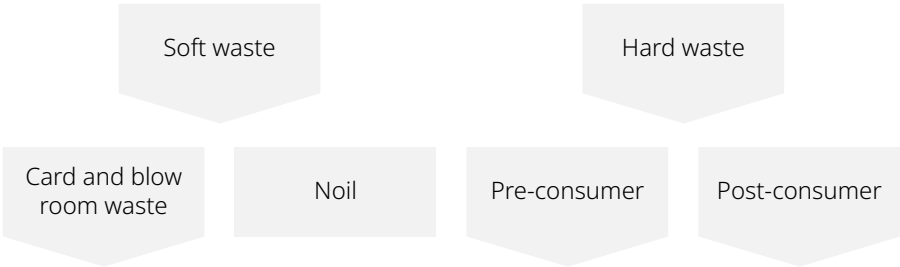 Soft waste
Hard waste
Card and blow
room waste
Noil
Pre-consumer
Post-consumer